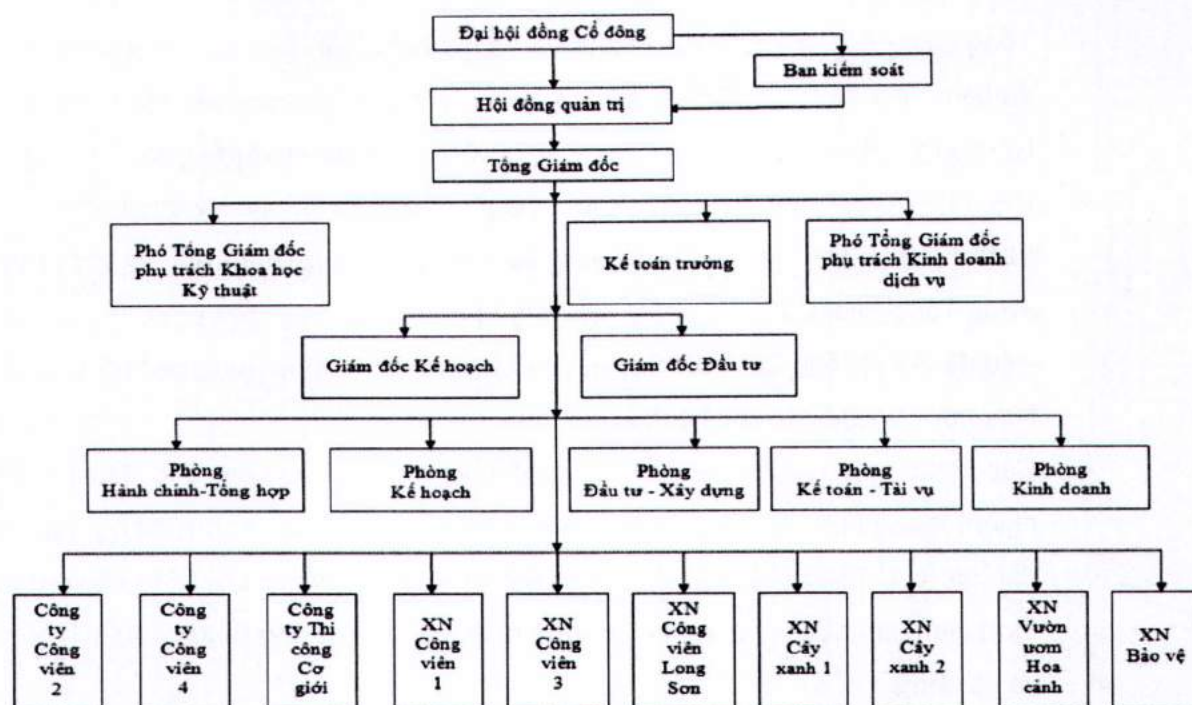 Đại hội đồng Cổ đông
Ban kiểm soát
Hội đồng quản trị
Tổng Giám đốc
Phó Tổng Giám đốc
phụ trách Khoa học
Kỹ thuật
Kế toán trưởng
Phó Tổng Giám đốc
phụ trách Kinh doanh
dịch vụ
Giám đốc Kế hoạch
Giám đốc Đầu tư
Phòng
Hành chính-Tổng hợp
Phòng
Kế hoạch
Phòng
Đầu tư - Xây dựng
Phòng
Kế toán - Tài vụ
Phòng
Kinh doanh
Công
ty
Công
viên
2
Công
ty
Công
viên
4
Công
ty Thi
công
Cơ
giới
XN
Công
viên
1
XN
Công
viên
3
XN
Công
viên
Long
Sơn
XN
Cây
xanh 1
XN
Cây
xanh 2
XN
Vườn
ươm
Hoa
cảnh
XN
Bảo vệ